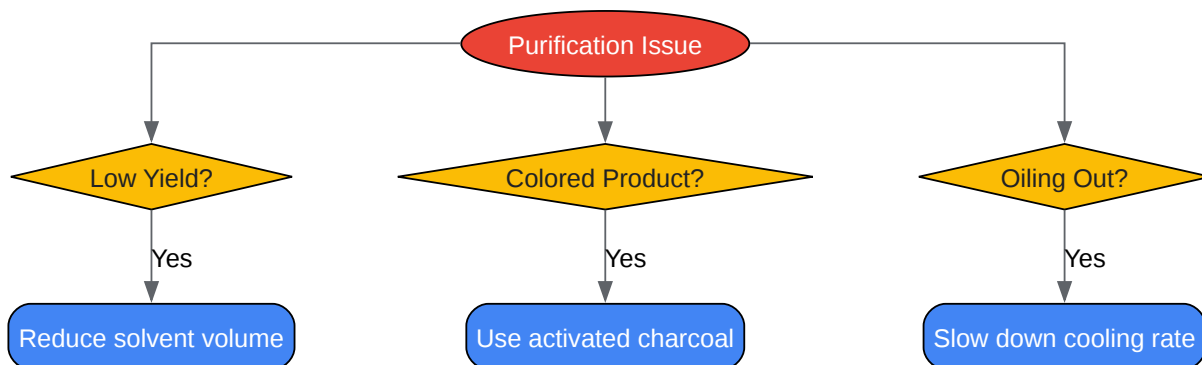 Purification Issue
Low Yield?
Colored Product?
Oiling Out?
Yes
Yes
Yes
Reduce solvent volume
Use activated charcoal
Slow down cooling rate